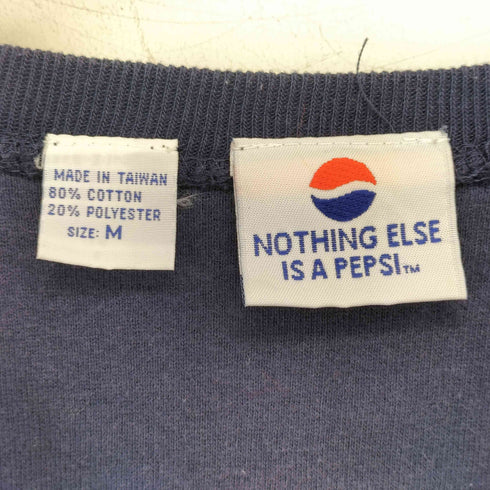 MADE IN TAIWAN
80% COTTON
20% POLYESTER
SIZE: M
NOTHING ELSE
IS A PEPSI™